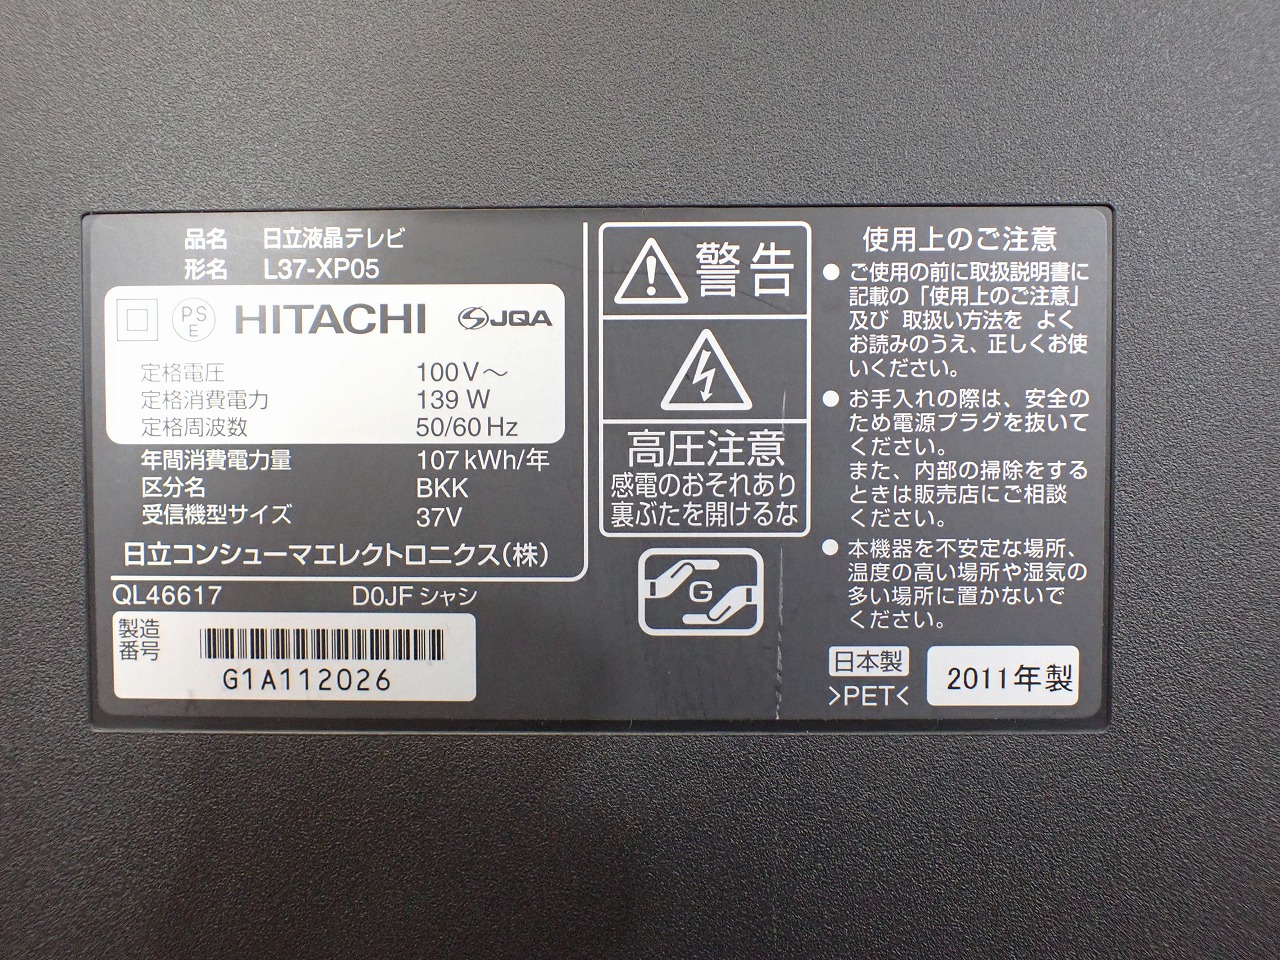 品名 日立液晶テレビ
形名 L37-XP05
PS
E
HITACHI
JQA
定格電圧 100V～
定格消費電力 139W
定格周波数 50/60Hz
年間消費電力量 107kWh/年
区分名 BKK
受信機型サイズ 37V
日立コンシューマエレクトロニクス(株)
QL46617 D0JFシャシ
製造
番号
G1A112026
警告
高圧注意
感電のおそれあり
裏ぶたを開けるな
G
使用上のご注意
● ご使用の前に取扱説明書に
記載の「使用上のご注意」
及び 取扱い方法を よく
お読みのうえ、正しくお使
いください。
● お手入れの際は、安全の
ため電源プラグを抜いて
ください。
また、内部の掃除をする
ときは販売店にご相談
ください。
● 本機器を不安定な場所、
温度の高い場所や湿気の
多い場所に置かないで
ください。
日本製
>PET<
2011年製